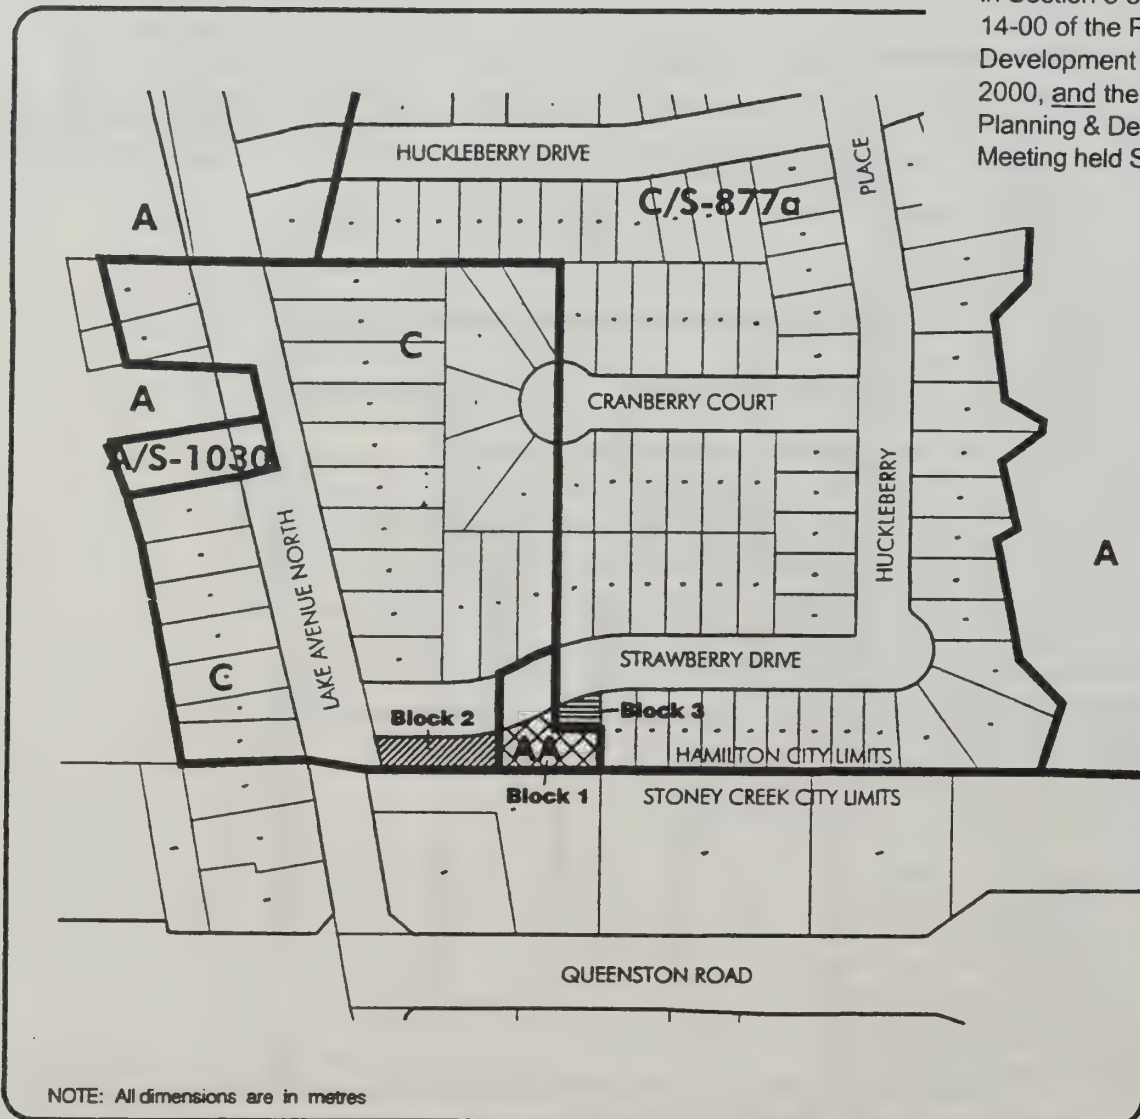 14-00 of the
Development
2000, and the
Planning &
Meeting held
HUCKLEBERRY DRIVE
PLACE
C/S-877a
A
C
CRANBERRY COURT
A
A/S-1030
HUCKLEBERRY
LAKE AVENUE NORTH
A
STRAWBERRY DRIVE
C
Block 2
Block 3
AA
HAMILTON CITY LIMITS
Block 1
STONEY CREEK CITY LIMITS
QUEENSTON ROAD
NOTE: All dimensions are in metres